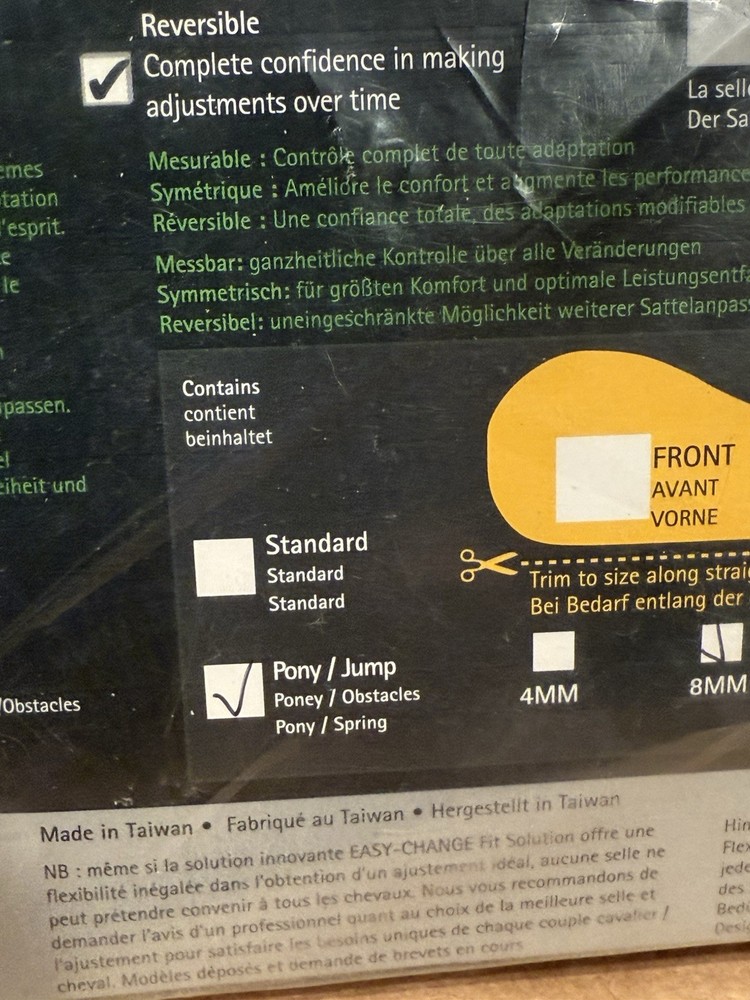 Reversible
Complete confidence in making
adjustments over time
La sell
Der Sa
Mesurable : Contrôle complet de toute adaptation
Symétrique : Améliore le confort et augmente les performance
Réversible : Une confiance totale, des adaptations modifiables
Messbar: ganzheitliche Kontrolle über alle Veränderungen
Symmetrisch: für größten Komfort und optimale Leistungsentfa
Reversibel: uneingeschränkte Möglichkeit weiterer Sattelanpass
emes
tation
l'esprit.
le
passen.
el
eiheit und
/Obstacles
Contains
contient
beinhaltet
FRONT
AVANT
VORNE
Trim to size along straig
Bei Bedarf entlang der
Standard
Standard
Standard
Pony / Jump
Poney / Obstacles
Pony / Spring
4MM
8MM
Made in Taiwan • Fabriqué au Taiwan • Hergestellt in Taiwan
NB : même si la solution innovante EASY-CHANGE Fit Solution offre une
flexibilité inégalée dans l'obtention d'un ajustement idéal, aucune selle ne
peut prétendre convenir à tous les chevaux. Nous vous recommandons de
demander l'avis d'un professionnel quant au choix de la meilleure selle et
l'ajustement pour satisfaire les besoins uniques de chaque couple cavalier /
cheval. Modèles déposés et demande de brevets en cours
Hin
Flex
jede
des
Bed
Desi